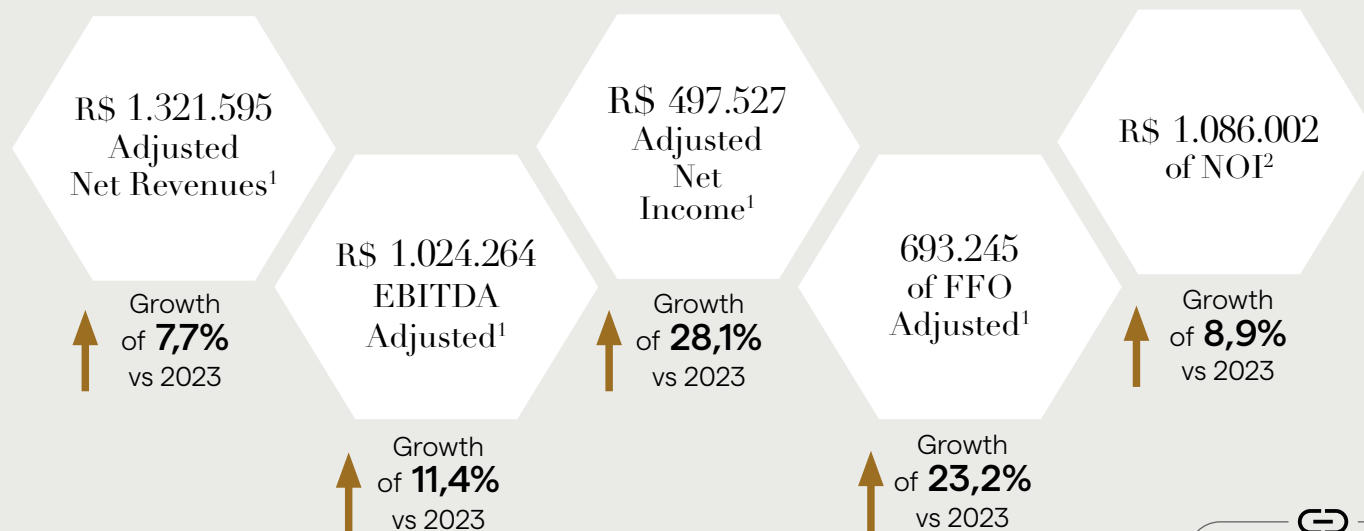 R$ 1.321.595
Adjusted
Net Revenues¹
Growth
of 7,7%
vs 2023
R$ 1.024.264
EBITDA
Adjusted¹
Growth
of 11,4%
vs 2023
R$ 497.527
Adjusted
Net
Income¹
Growth
of 28,1%
vs 2023
693.245
of FFO
Adjusted¹
Growth
of 23,2%
vs 2023
R$ 1.086.002
of NOI²
Growth
of 8,9%
vs 2023